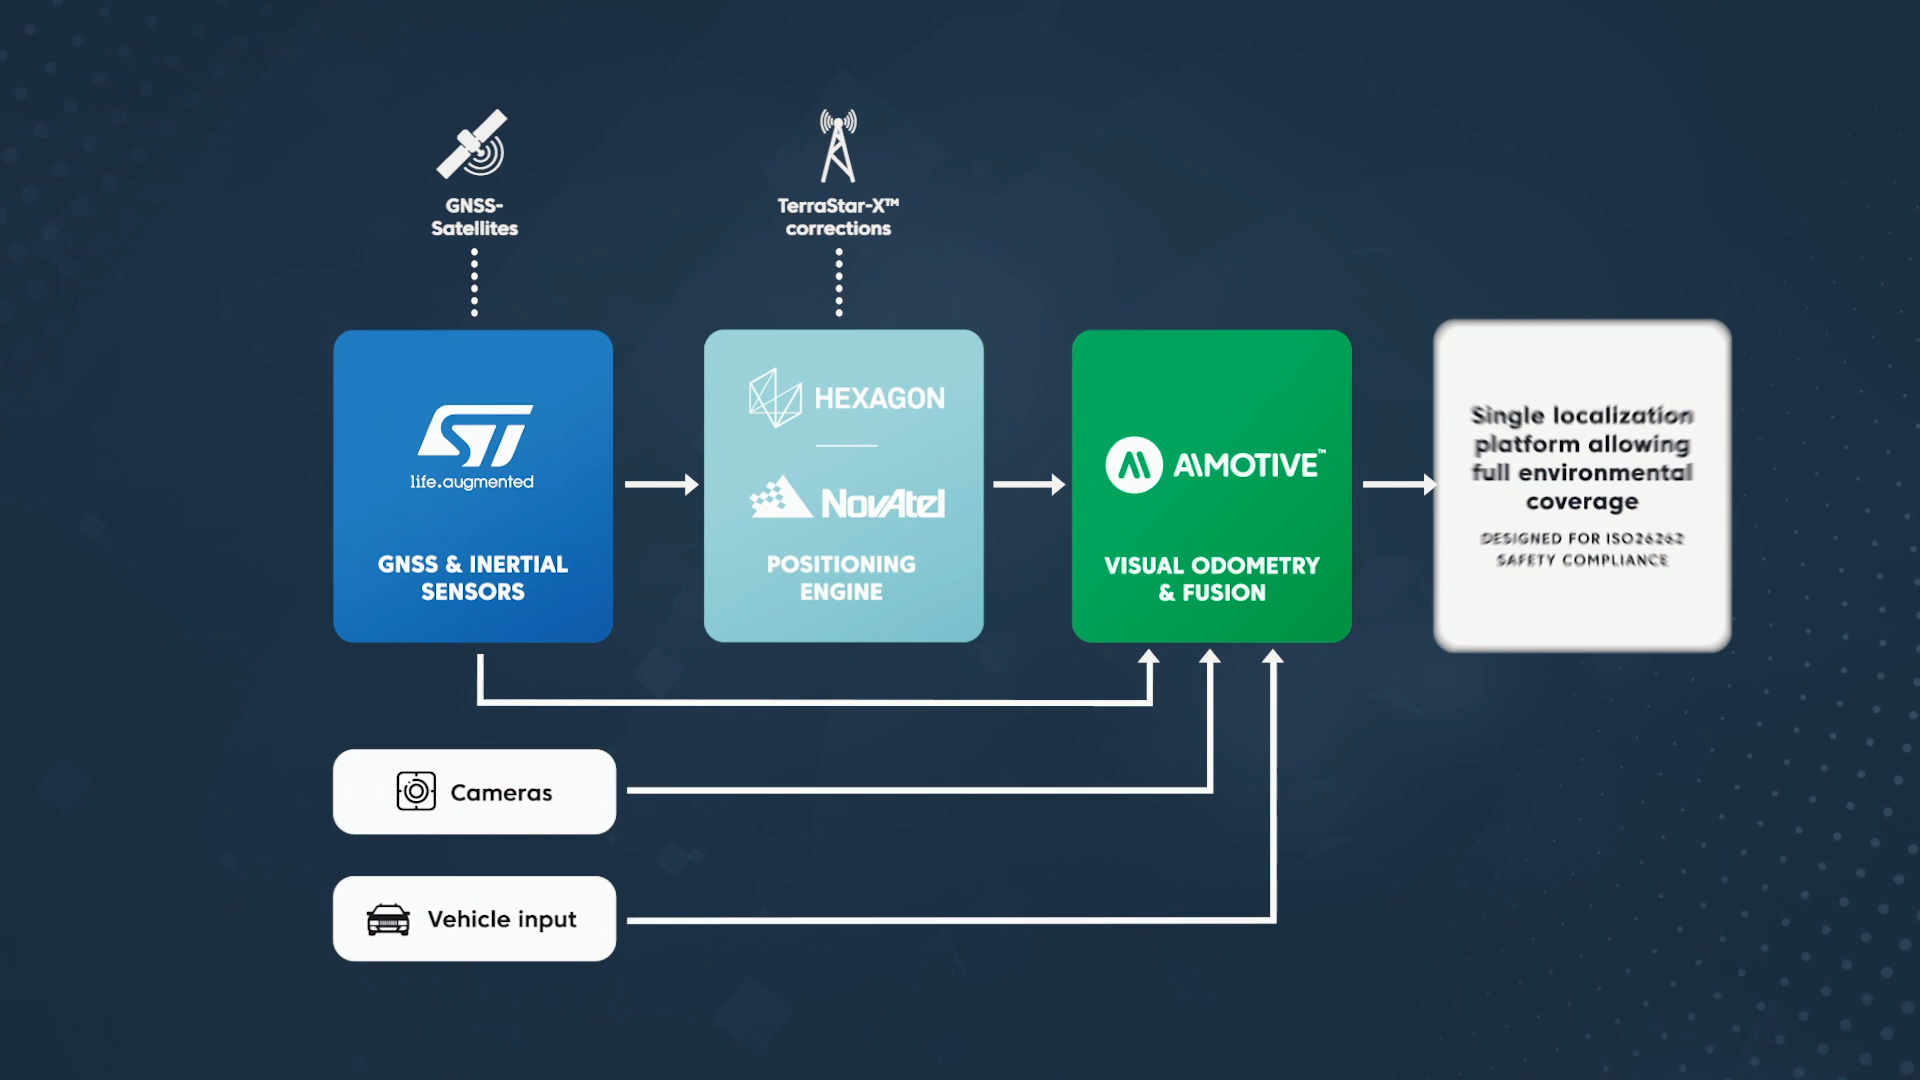 GNSS-
Satellites
TerraStar-X™
corrections
ST
life.augmented
GNSS & INERTIAL
SENSORS
HEXAGON
NovAtel
POSITIONING
ENGINE
AIMOTIVE™
VISUAL ODOMETRY
& FUSION
Single localization
platform allowing
full environmental
coverage
DESIGNED FOR ISO26262
SAFETY COMPLIANCE
Cameras
Vehicle input